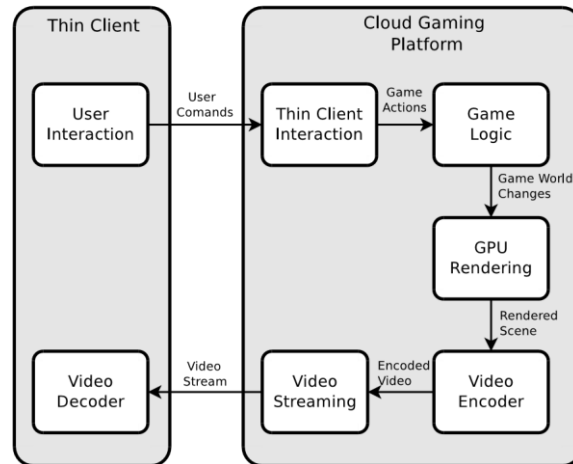 Thin Client
Cloud Gaming
Platform
User
Interaction
User
Comands
Thin Client
Interaction
Game
Actions
Game
Logic
Game World
Changes
GPU
Rendering
Rendered
Scene
Video
Decoder
Video
Stream
Video
Streaming
Encoded
Video
Video
Encoder